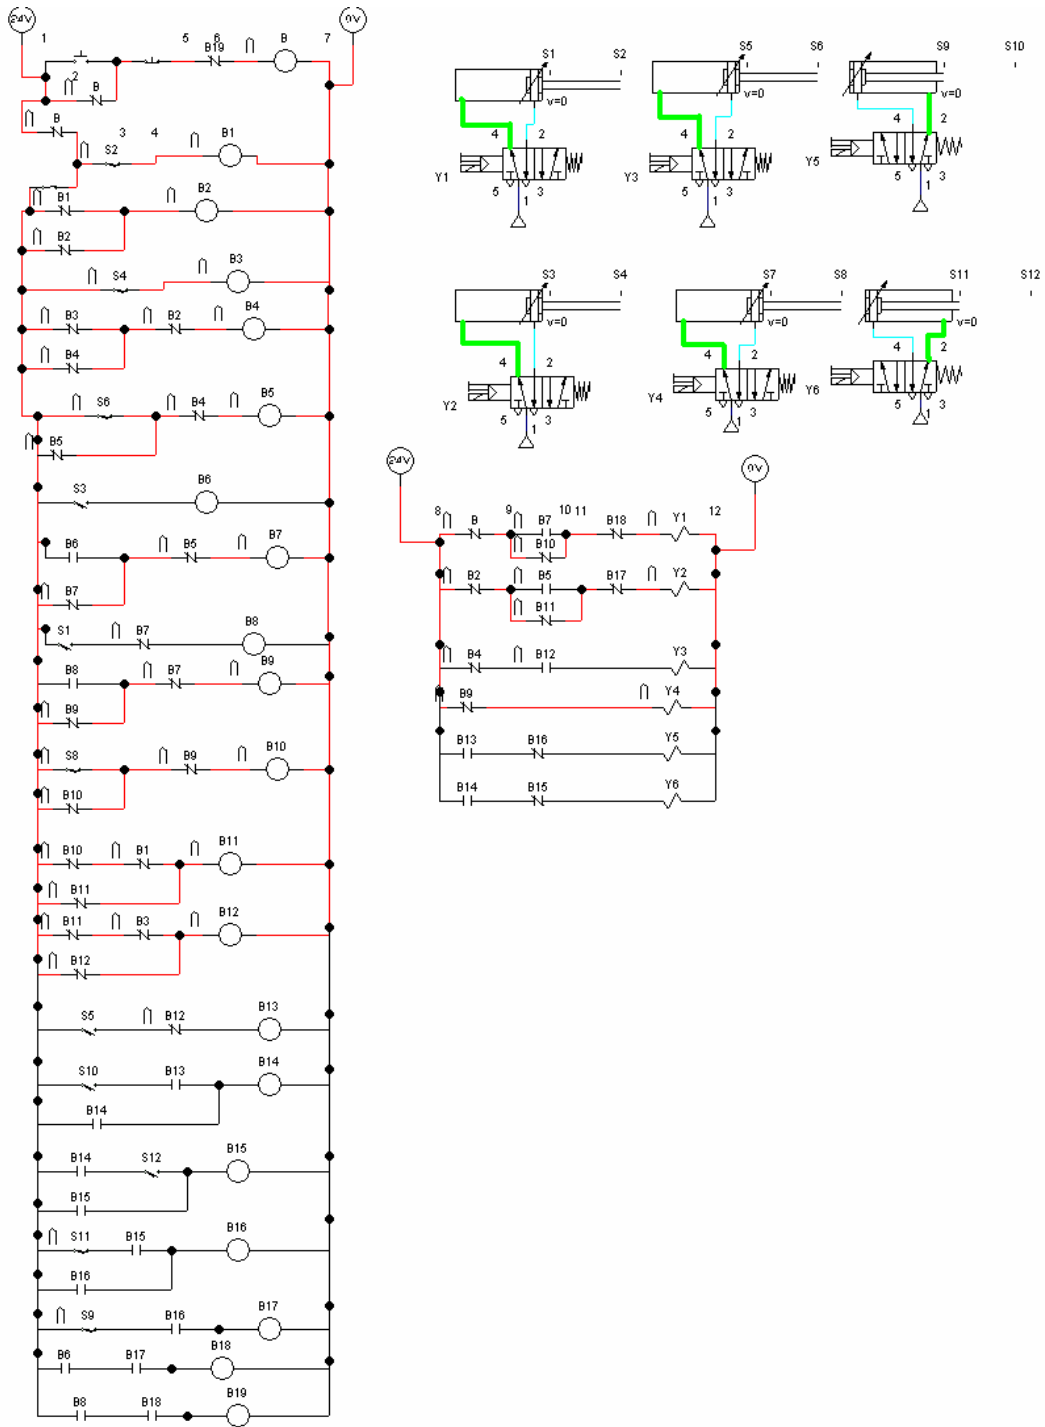 24V 0V
1 5 6 7
B19 B
2 B
B
3 4 B1
S2
B1 B2
B2
S4 B3
B3 B2 B4
B4
S6 B4 B5
B5
S3 B6
B6 B5 B7
B7
S1 B7 B8
B8 B7 B9
B9
S8 B9 B10
B10
B10 B1 B11
B11
B11 B3 B12
B12
S5 B12 B13
S10 B13 B14
B14
B14 S12 B15
B15
S11 B15 B16
B16
S9 B16 B17
B6 B17 B18
B8 B18 B19
S1 S2 S5 S6 S9 S10
v=0 v=0 v=0
4 2 4 2 4 2
Y1 Y3 Y5
5 3 5 3 5 3
1 1 1
S3 S4 S7 S8 S11 S12
v=0 v=0 v=0
4 2 4 2 4 2
Y2 Y4 Y6
5 3 5 3 5 3
1 1 1
24V 0V
8 9 10 11 12
B B7 B18 Y1
B10
B2 B5 B17 Y2
B11
B4 B12 Y3
B9 Y4
B13 B16 Y5
B14 B15 Y6